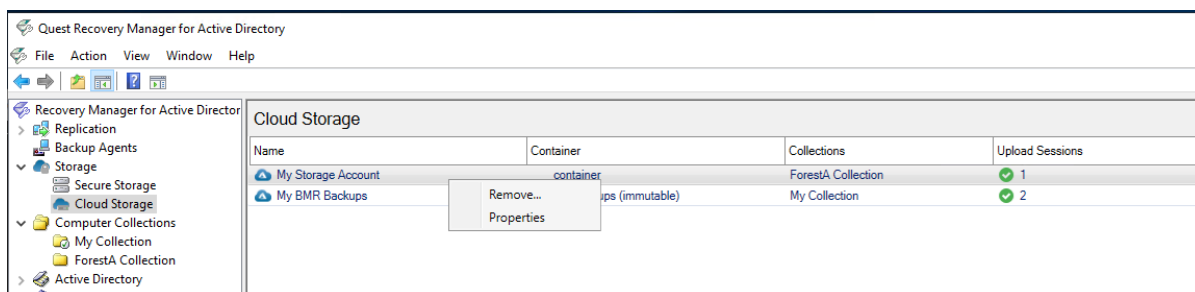 Quest Recovery Manager for Active Directory
File Action View Window Help
Recovery Manager for Active Director
Replication
Backup Agents
Storage
Secure Storage
Cloud Storage
Computer Collections
My Collection
ForestA Collection
Active Directory
Cloud Storage
Name Container Collections Upload Sessions
My Storage Account container ForestA Collection 1
My BMR Backups ups (immutable) My Collection 2
Remove...
Properties